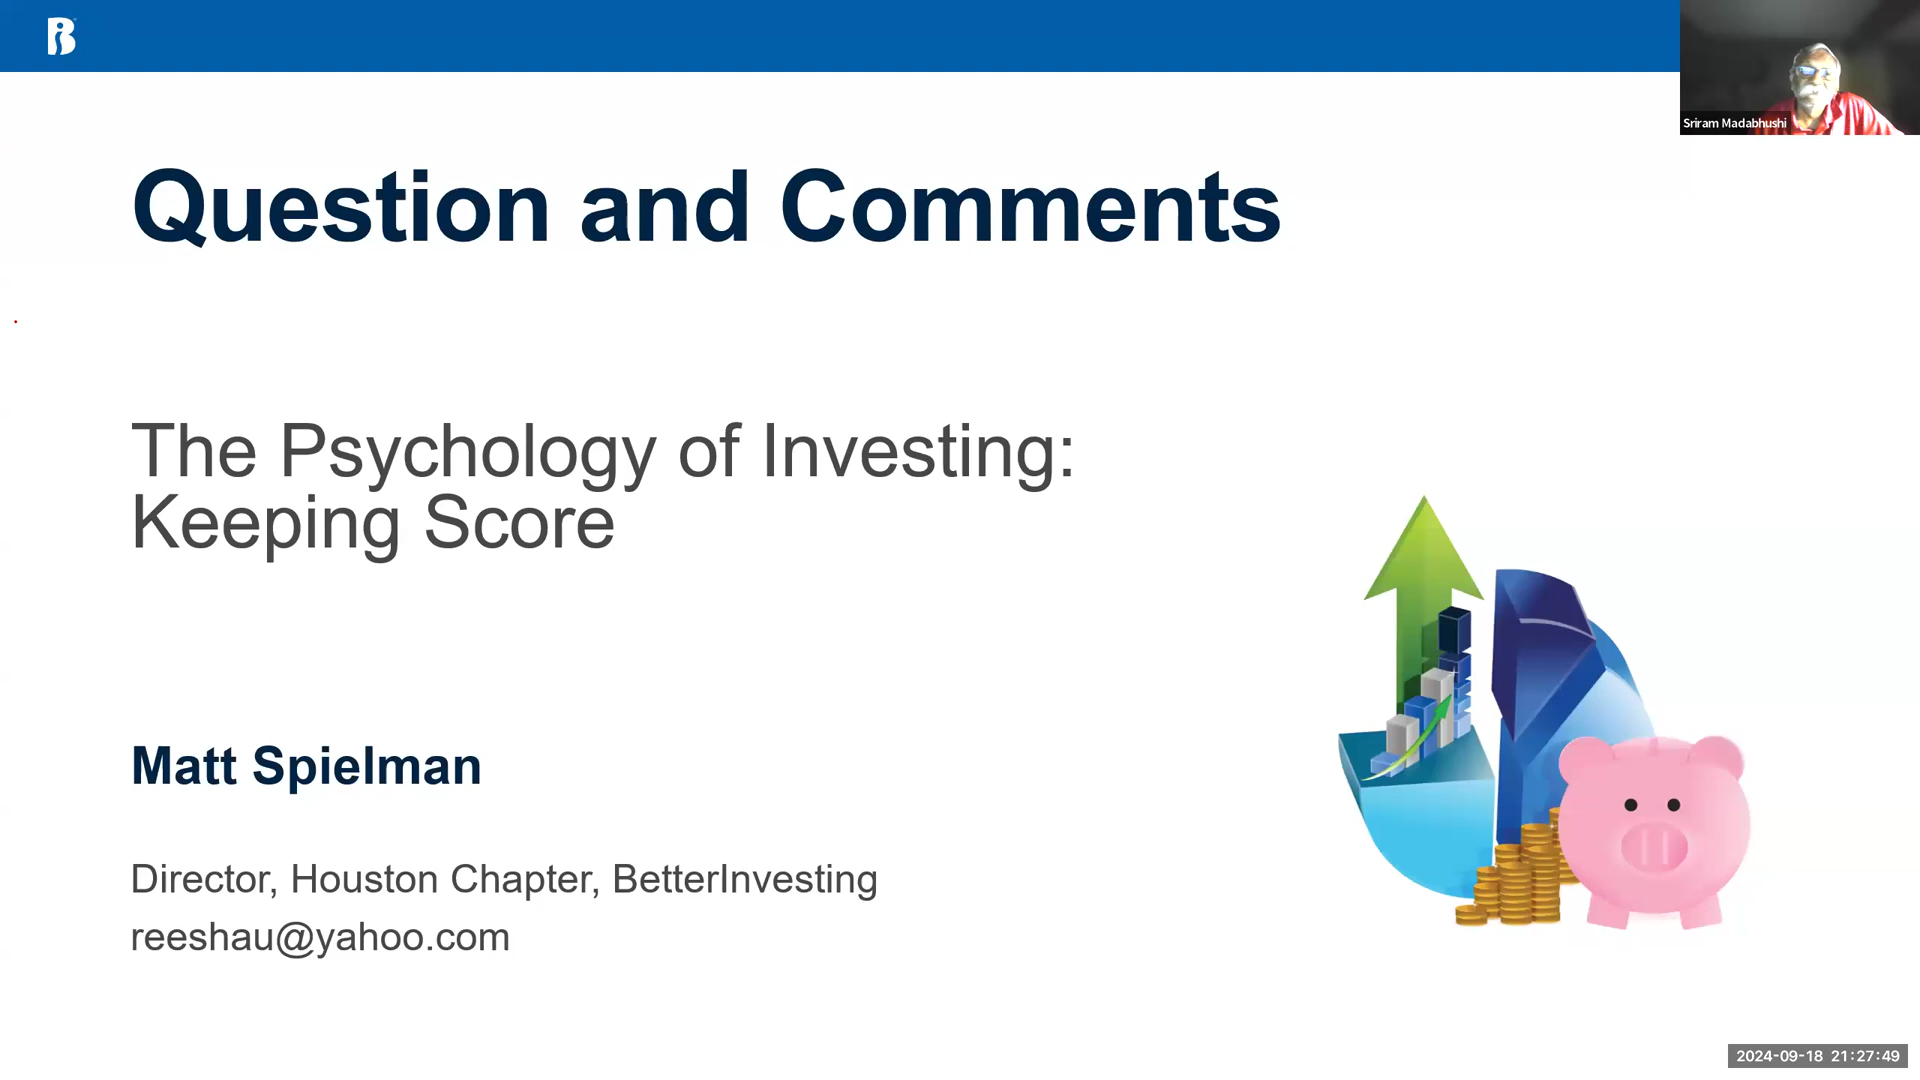 Sriram Madabhushi
Question and Comments
The Psychology of Investing:
Keeping Score
Matt Spielman
Director, Houston Chapter, BetterInvesting
reeshau@yahoo.com
2024-09-18 21:27:49